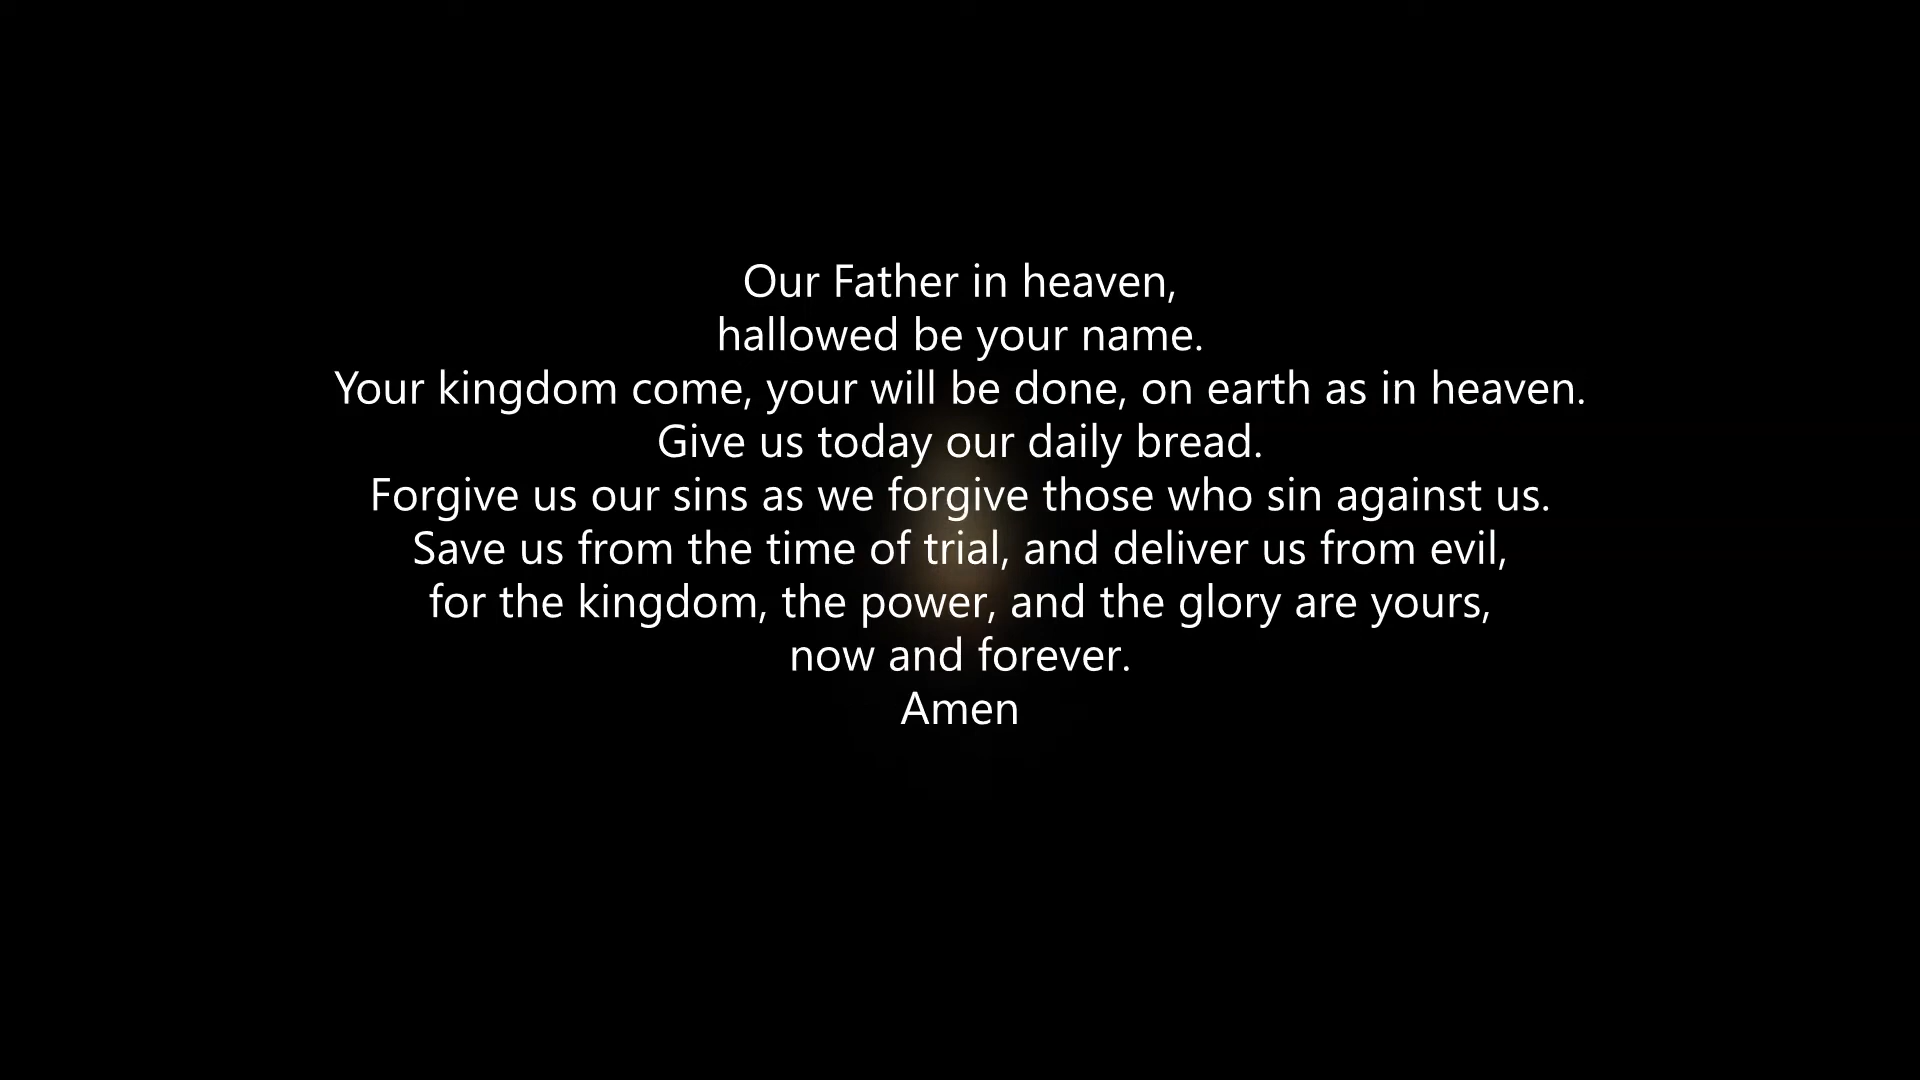 Our Father in heaven,
hallowed be your name.
Your kingdom come, your will be done, on earth as in heaven.
Give us today our daily bread.
Forgive us our sins as we forgive those who sin against us.
Save us from the time of trial, and deliver us from evil,
for the kingdom, the power, and the glory are yours,
now and forever.
Amen